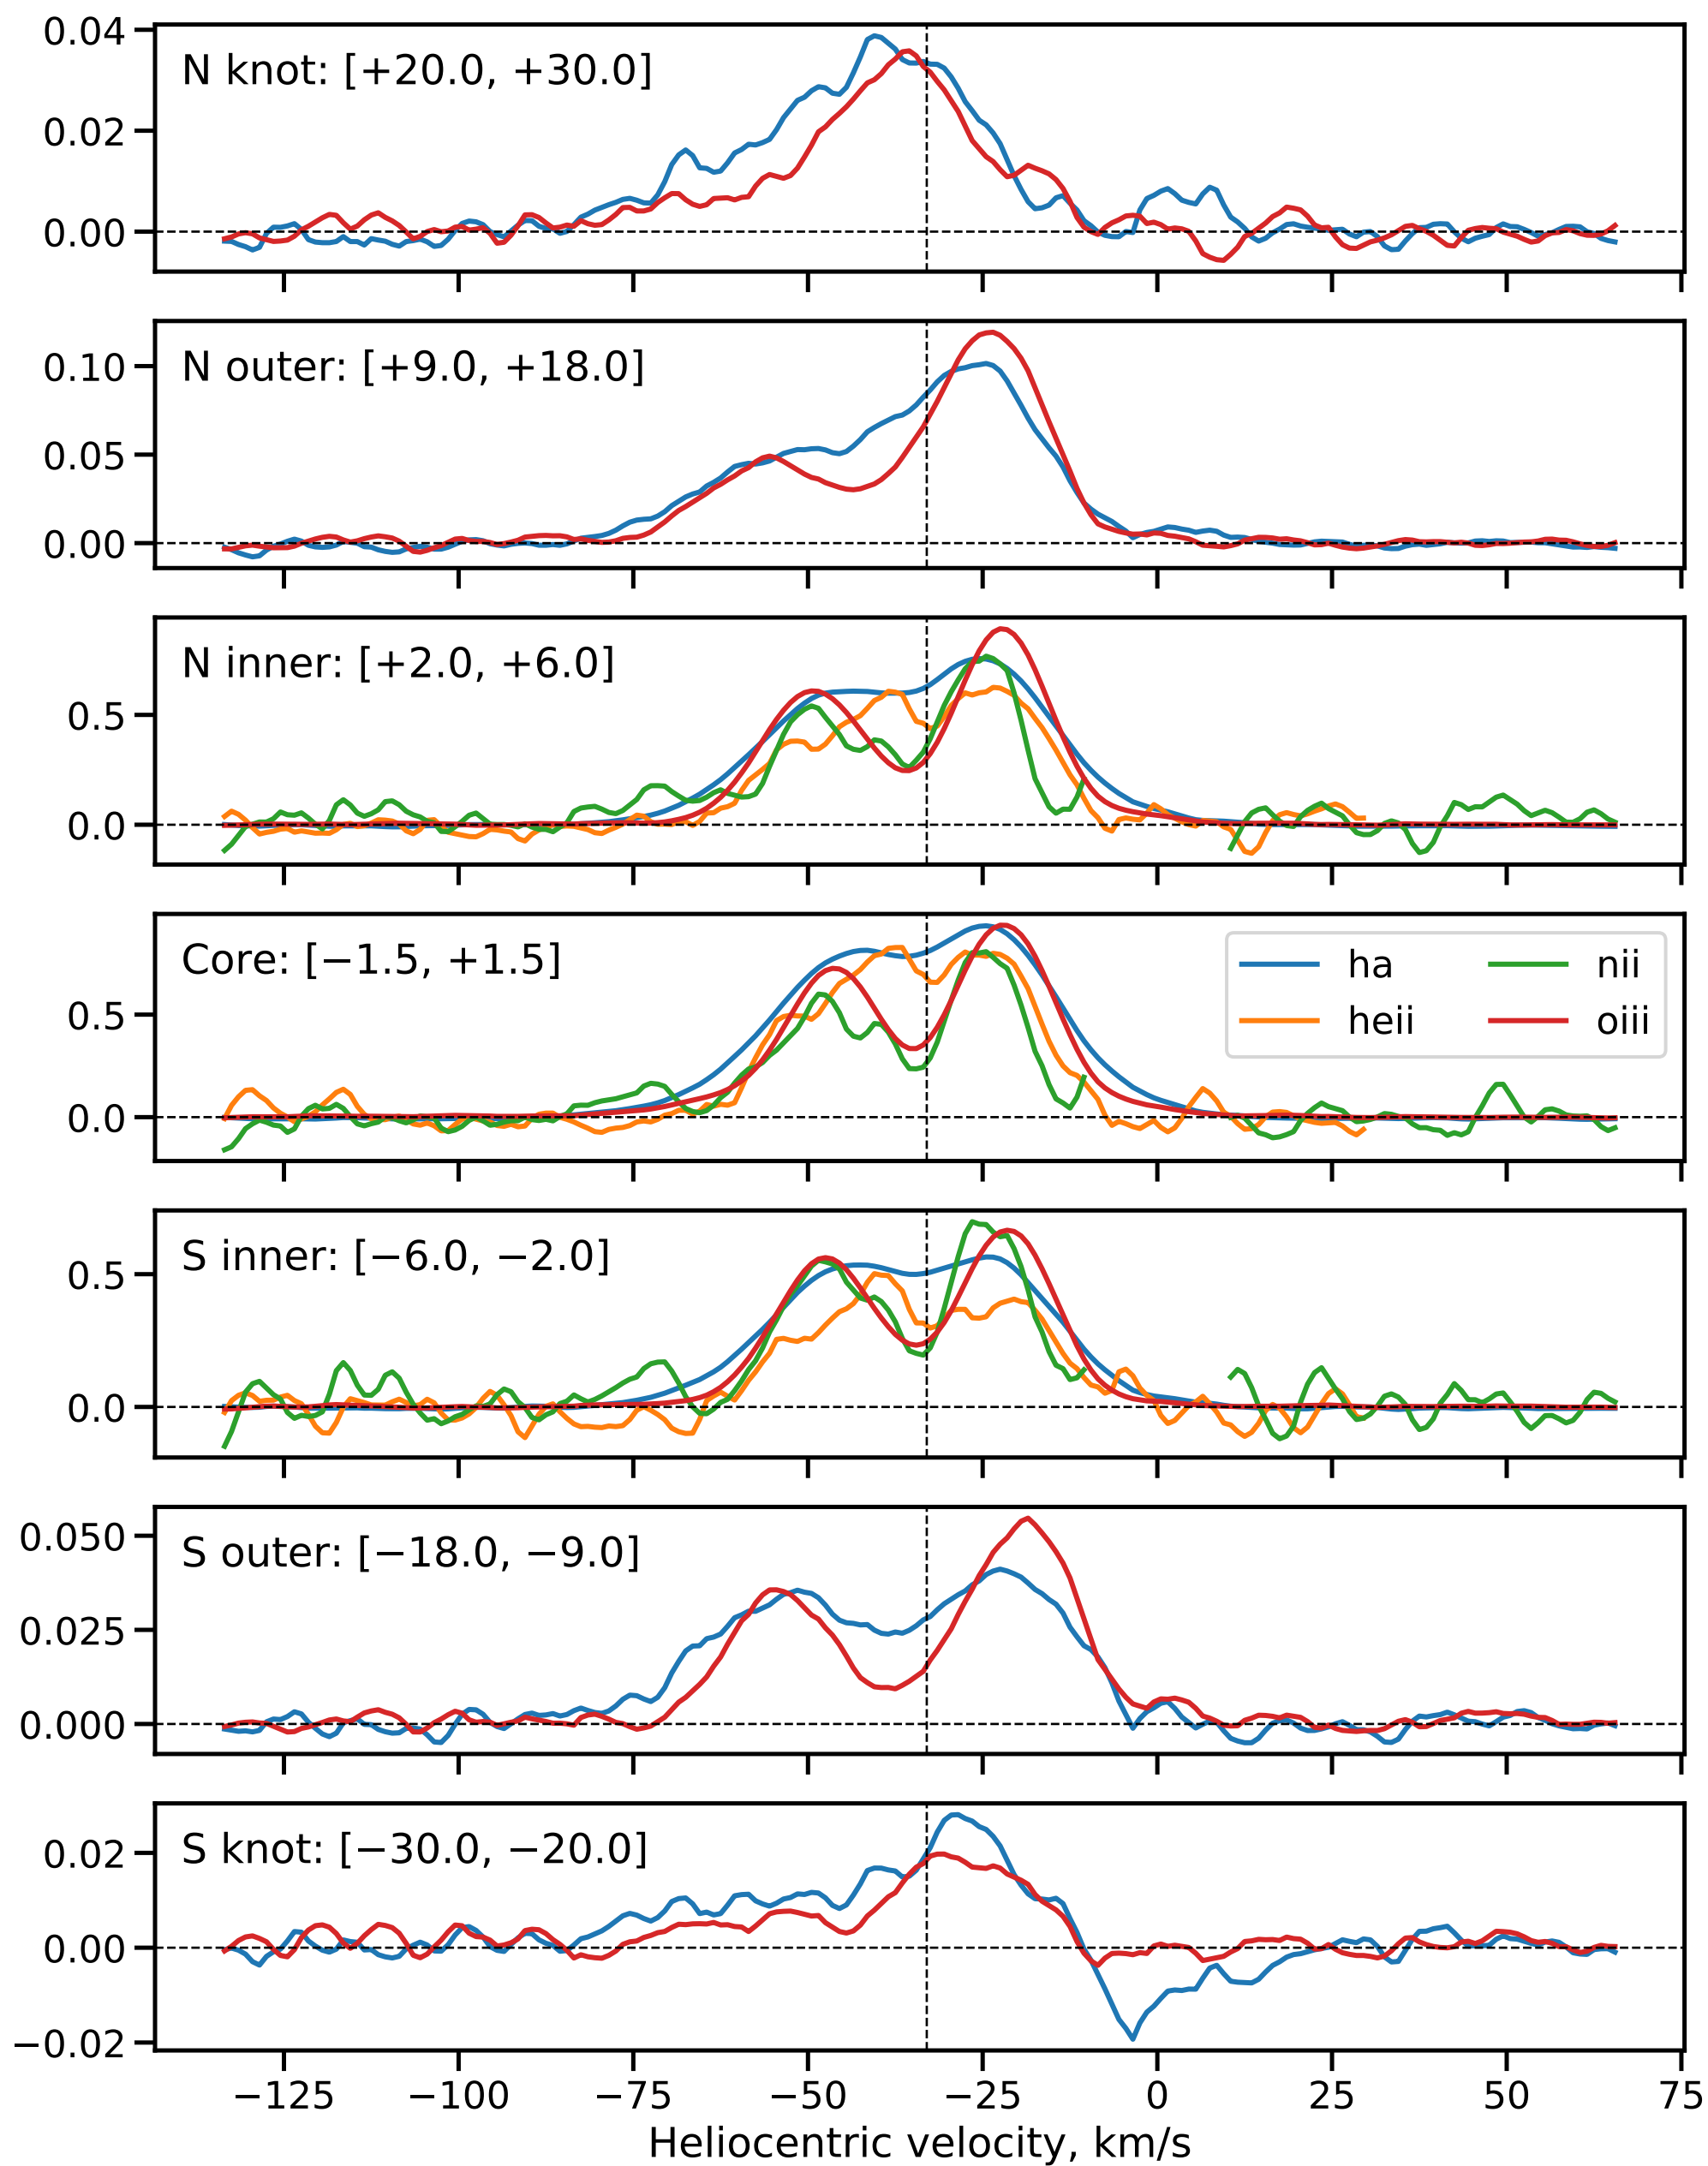 0.04
N knot: [+20.0, +30.0]
0.02
0.00
N outer: [+9.0, +18.0]
0.10
0.05
0.00
N inner: [+2.0, +6.0]
0.5
0.0
Core: [−1.5, +1.5]
ha
nii
heii
oiii
0.5
0.0
S inner: [−6.0, −2.0]
0.5
0.0
0.050
S outer: [−18.0, −9.0]
0.025
0.000
S knot: [−30.0, −20.0]
0.02
0.00
−0.02
−125 −100 −75 −50 −25 0 25 50 75
Heliocentric velocity, km/s